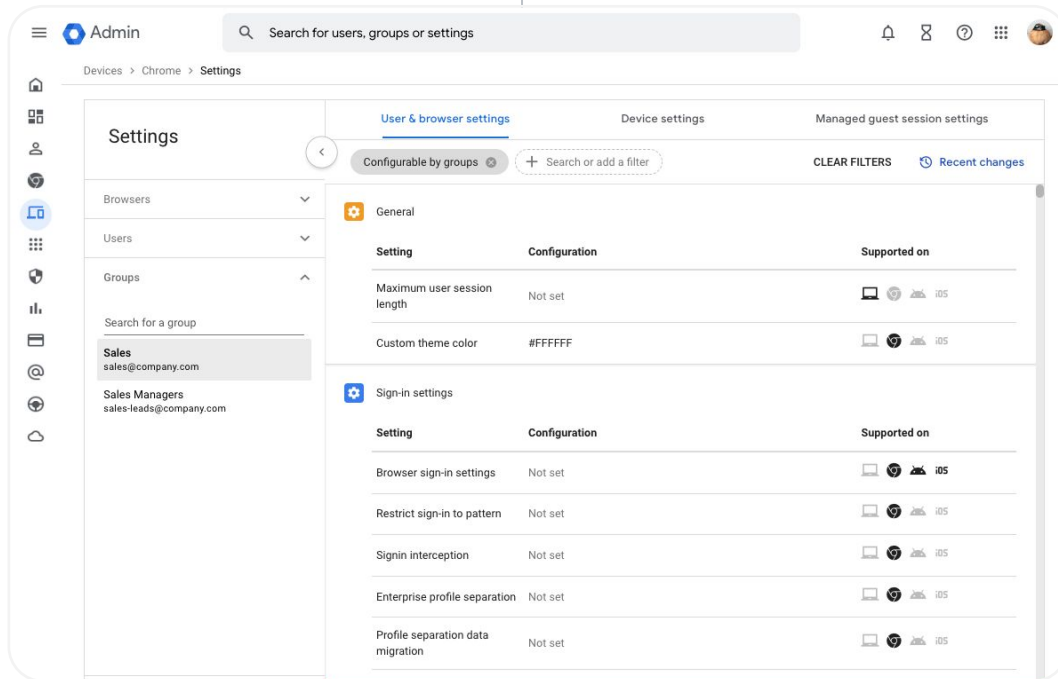 Admin
Search for users, groups or settings
Devices > Chrome > Settings
Settings
User & browser settings
Device settings
Managed guest session settings
Configurable by groups
Search or add a filter
CLEAR FILTERS
Recent changes
Browsers
Users
Groups
Search for a group
Sales
sales@company.com
Sales Managers
sales-leads@company.com
General
Setting Configuration Supported on
Maximum user session
length
Not set
iOS
Custom theme color #FFFFFF iOS
Sign-in settings
Setting Configuration Supported on
Browser sign-in settings Not set iOS
Restrict sign-in to pattern Not set iOS
Signin interception Not set iOS
Enterprise profile separation Not set iOS
Profile separation data
migration
Not set
iOS